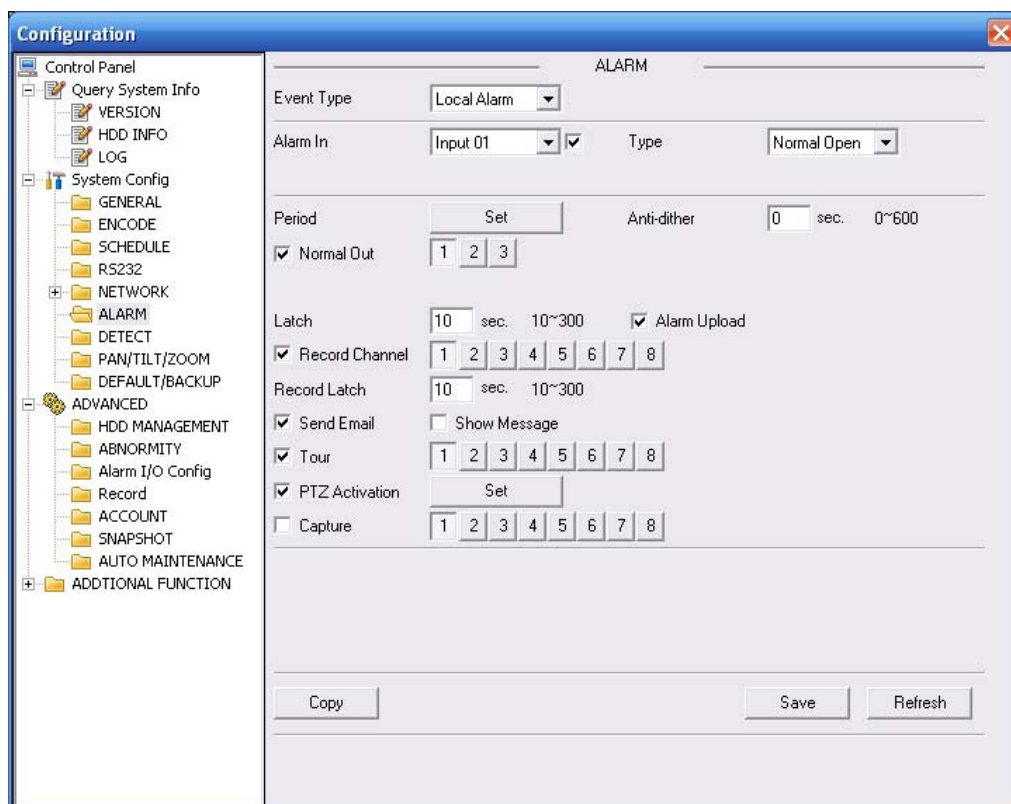 Configuration
Control Panel
Query System Info
VERSION
HDD INFO
LOG
System Config
GENERAL
ENCODE
SCHEDULE
RS232
NETWORK
ALARM
DETECT
PAN/TILT/ZOOM
DEFAULT/BACKUP
ADVANCED
HDD MANAGEMENT
ABNORMITY
Alarm I/O Config
Record
ACCOUNT
SNAPSHOT
AUTO MAINTENANCE
ADDTIONAL FUNCTION
ALARM
Event Type Local Alarm
Alarm In Input 01 Type Normal Open
Period Set Anti-dither 0 sec. 0~600
Normal Out 1 2 3
Latch 10 sec. 10~300 Alarm Upload
Record Channel 1 2 3 4 5 6 7 8
Record Latch 10 sec. 10~300
Send Email Show Message
Tour 1 2 3 4 5 6 7 8
PTZ Activation Set
Capture 1 2 3 4 5 6 7 8
Copy Save Refresh